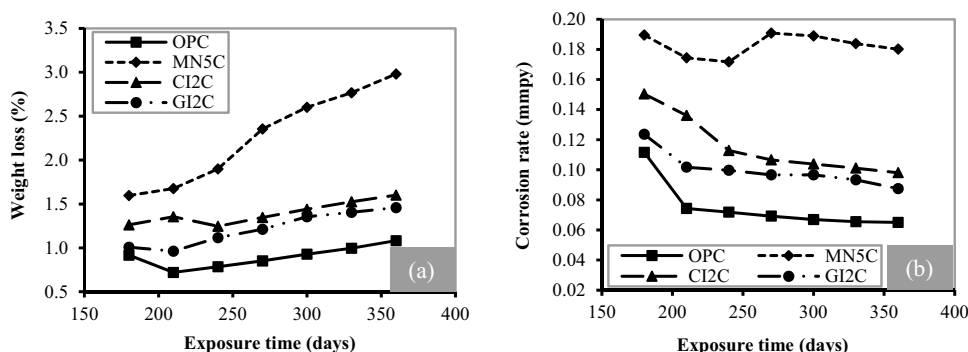 3.5
3.0
2.5
2.0
1.5
1.0
0.5
Weight loss (%)
OPC
MN5C
CI2C
GI2C
(a)
150 200 250 300 350 400
Exposure time (days)
0.20
0.18
0.16
0.14
0.12
0.10
0.08
0.06
0.04
0.02
Corrosion rate (mmpy)
OPC MN5C
CI2C GI2C
(b)
150 200 250 300 350 400
Exposure time (days)